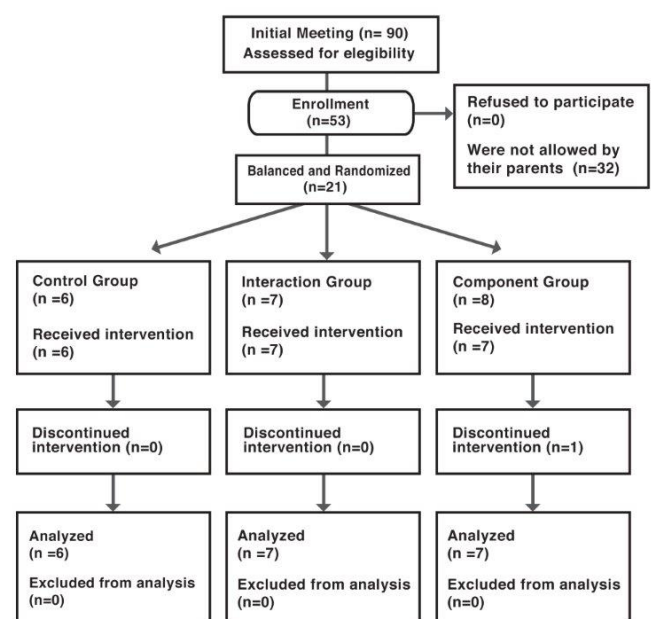 Initial Meeting (n= 90)
Assessed for elegibility
Enrollment
(n=53)
Refused to participate
(n=0)
Were not allowed by
their parents (n=32)
Balanced and Randomized
(n=21)
Control Group
(n =6)
Received intervention
(n =6)
Interaction Group
(n =7)
Received intervention
(n =7)
Component Group
(n =8)
Received intervention
(n =7)
Discontinued
intervention (n=0)
Discontinued
intervention (n=0)
Discontinued
intervention (n=1)
Analyzed
(n =6)
Excluded from analysis
(n=0)
Analyzed
(n =7)
Excluded from analysis
(n=0)
Analyzed
(n =7)
Excluded from analysis
(n=0)